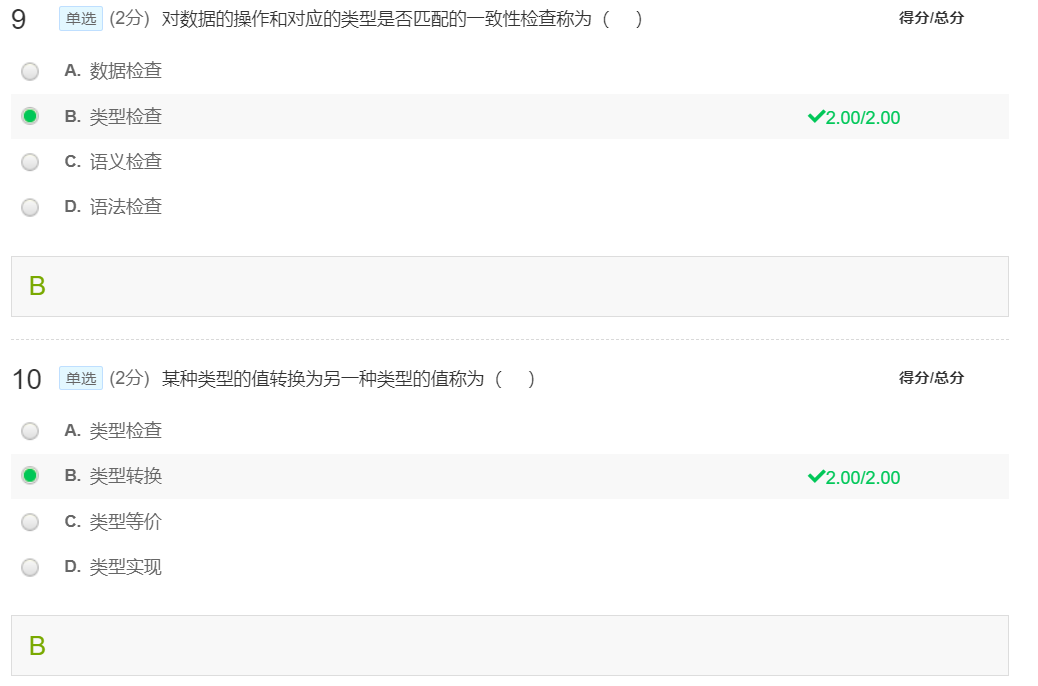 9 单选 (2分) 对数据的操作和对应的类型是否匹配的一致性检查称为（ ） 得分/总分
A. 数据检查
B. 类型检查 2.00/2.00
C. 语义检查
D. 语法检查
B
10 单选 (2分) 某种类型的值转换为另一种类型的值称为（ ） 得分/总分
A. 类型检查
B. 类型转换 2.00/2.00
C. 类型等价
D. 类型实现
B